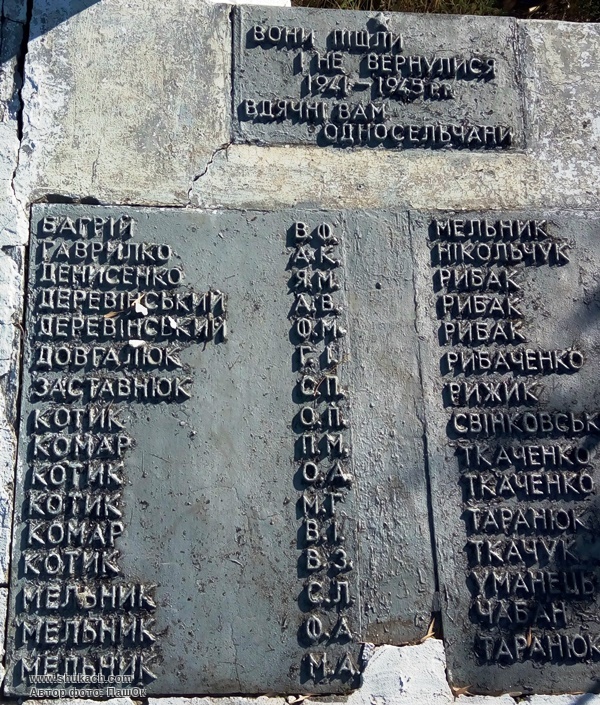 ВОНИ ПІШЛИ
І НЕ ВЕРНУЛИСЯ
1941 – 1945 г.г.
ВДЯЧНІ ВАМ
ОДНОСЕЛЬЧАНИ
БАГРІЙ В.Ф.
ГАВРИЛКО А.К.
ДЕНИСЕНКО Я.М.
ДЕРЕВІНСЬКИЙ А.В.
ДЕРЕВІНСЬКИЙ Ф.М.
ДОВГАЛЮК
ЗАСТАВНЮК С.П.
КОТИК О.П.
КОМАР П.М.
КОТИК О.Д.
КОТИК М.Г.
КОМАР В.І.
КОТИК В.З.
МЕЛЬНИК С.Л.
МЕЛЬНИК Ф.А.
МЕЛЬЧИК М.А.
МЕЛЬНИК
НІКОЛЬЧУК
РИБАК
РИБАК
РИБАК
РИБАЧЕНКО
РИЖИК
СВІНКОВСЬК
ТКАЧЕНКО
ТКАЧЕНКО
ТАРАНЮК
ТКАЧУК
УМАНЕЦЬ
ЧАБАН
ТАРАНЮК
www.shukach.com
Автор фото: ПашОк